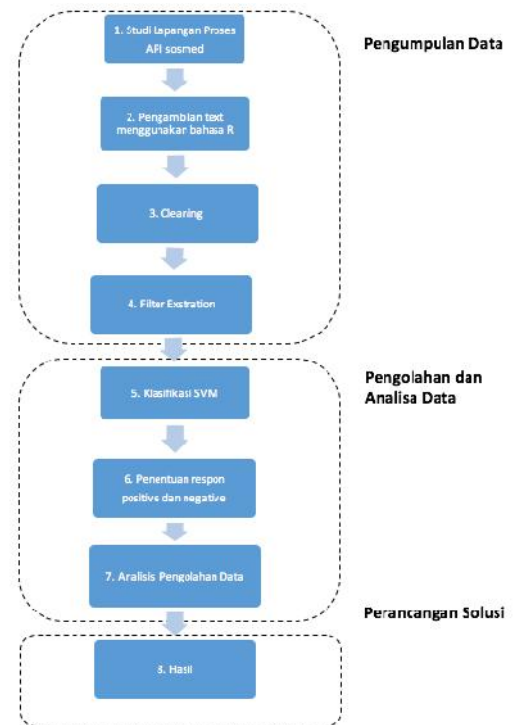 1. Studi Lapangan Proses
API sosmed
Pengumpulan Data
2. Pengambilan text
menggunakan bahasa R
3. Clearing
4. Filter Exstration
5. Klasifikasi SVM
Pengolahan dan
Analisa Data
6. Penentuan respon
positive dan negative
7. Analisis Pengolahan Data
Perancangan Solusi
8. Hasil